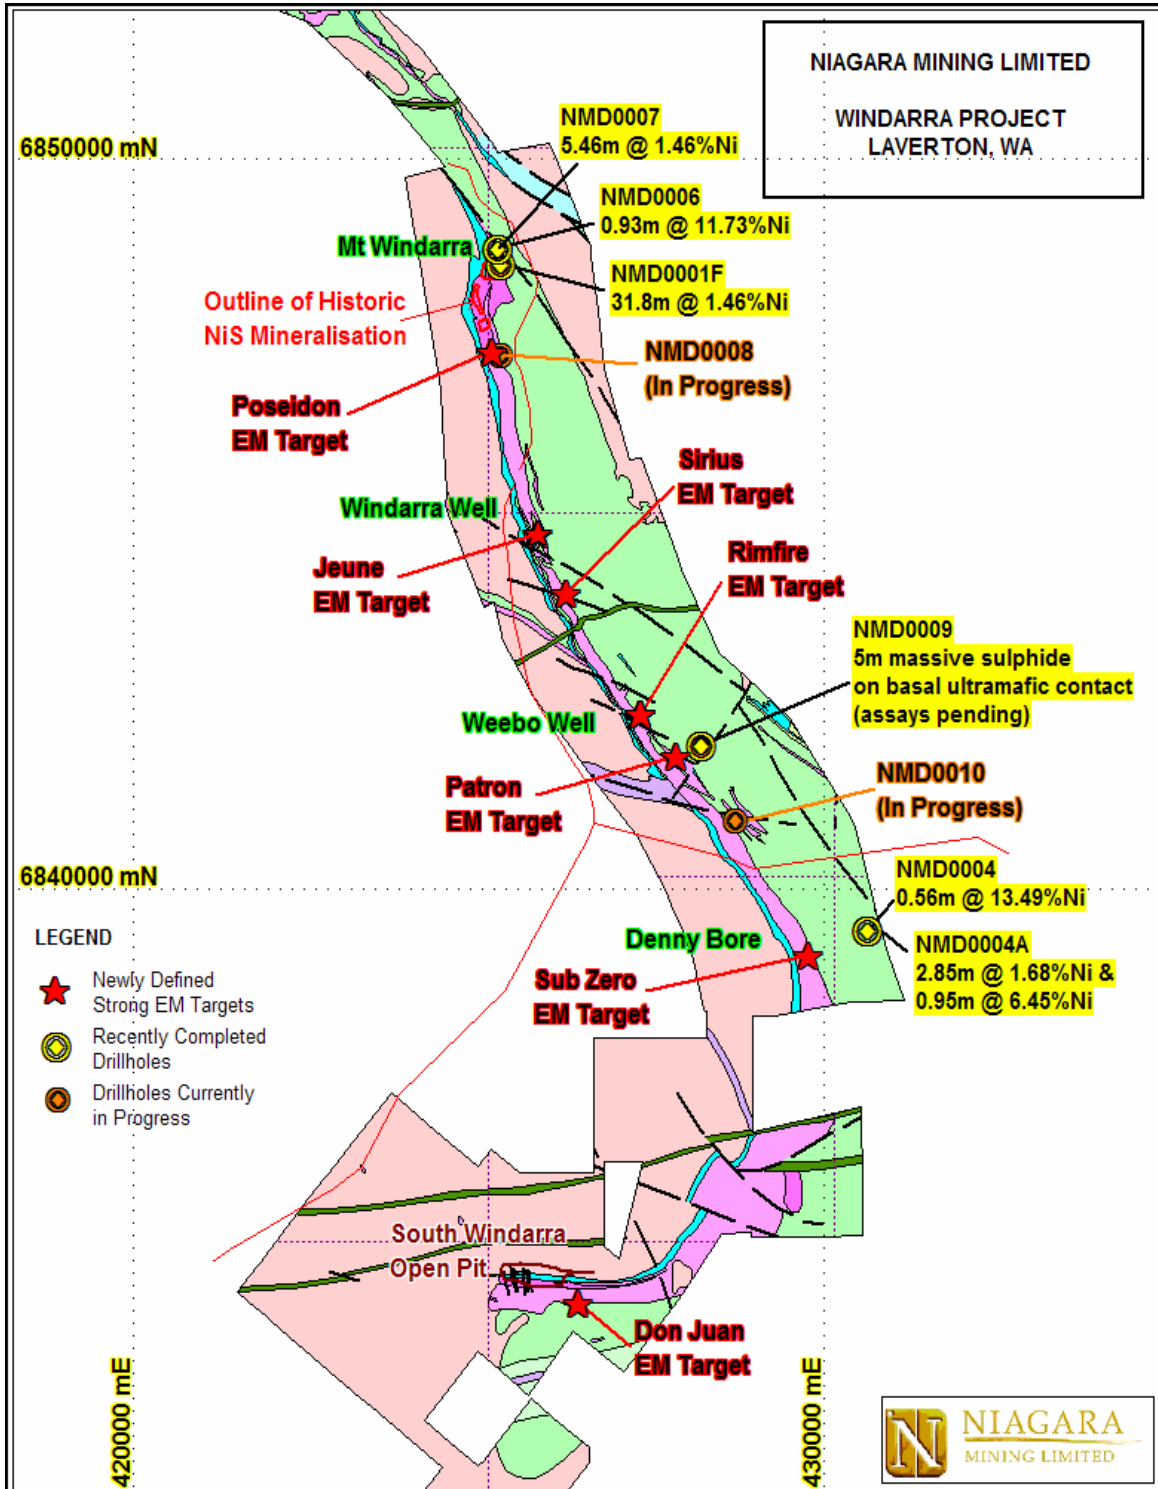 NIAGARA MINING LIMITED
WINDARRA PROJECT
LAVERTON, WA
6850000 mN
NMD0007
5.46m @ 1.46%Ni
NMD0006
0.93m @ 11.73%Ni
Mt Windarra
NMD0001F
31.8m @ 1.46%Ni
Outline of Historic
NiS Mineralisation
NMD0008
(In Progress)
Poseidon
EM Target
Sirius
EM Target
Windarra Well
Jeune
EM Target
Rimfire
EM Target
NMD0009
5m massive sulphide
on basal ultramafic contact
(assays pending)
Weebo Well
Patron
EM Target
NMD0010
(In Progress)
6840000 mN
NMD0004
0.56m @ 13.49%Ni
NMD0004A
2.85m @ 1.68%Ni &
0.95m @ 6.45%Ni
Denny Bore
Sub Zero
EM Target
LEGEND
Newly Defined
Strong EM Targets
Recently Completed
Drillholes
Drillholes Currently
in Progress
South Windarra
Open Pit
Don Juan
EM Target
420000 mE
430000 mE
N
NIAGARA
MINING LIMITED